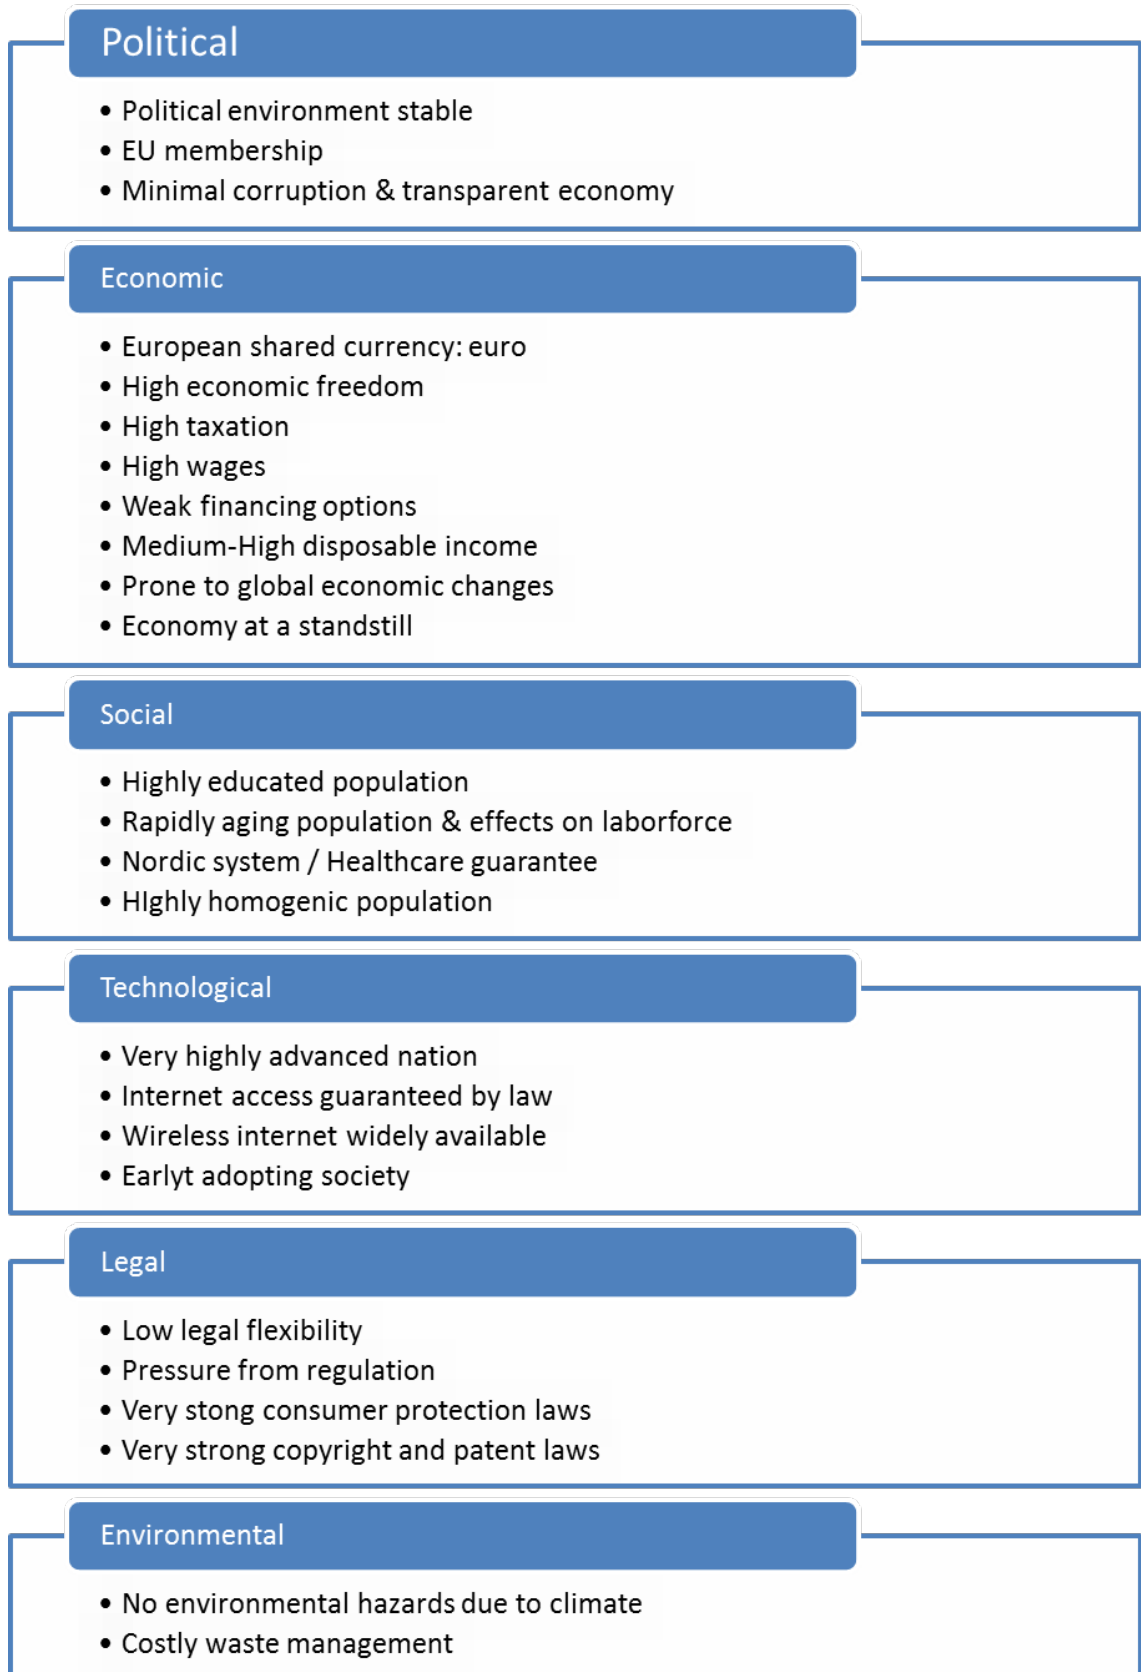 Political
• Political environment stable
• EU membership
• Minimal corruption & transparent economy
Economic
• European shared currency: euro
• High economic freedom
• High taxation
• High wages
• Weak financing options
• Medium-High disposable income
• Prone to global economic changes
• Economy at a standstill
Social
• Highly educated population
• Rapidly aging population & effects on laborforce
• Nordic system / Healthcare guarantee
• HIghly homogenic population
Technological
• Very highly advanced nation
• Internet access guaranteed by law
• Wireless internet widely available
• Earlyt adopting society
Legal
• Low legal flexibility
• Pressure from regulation
• Very stong consumer protection laws
• Very strong copyright and patent laws
Environmental
• No environmental hazards due to climate
• Costly waste management